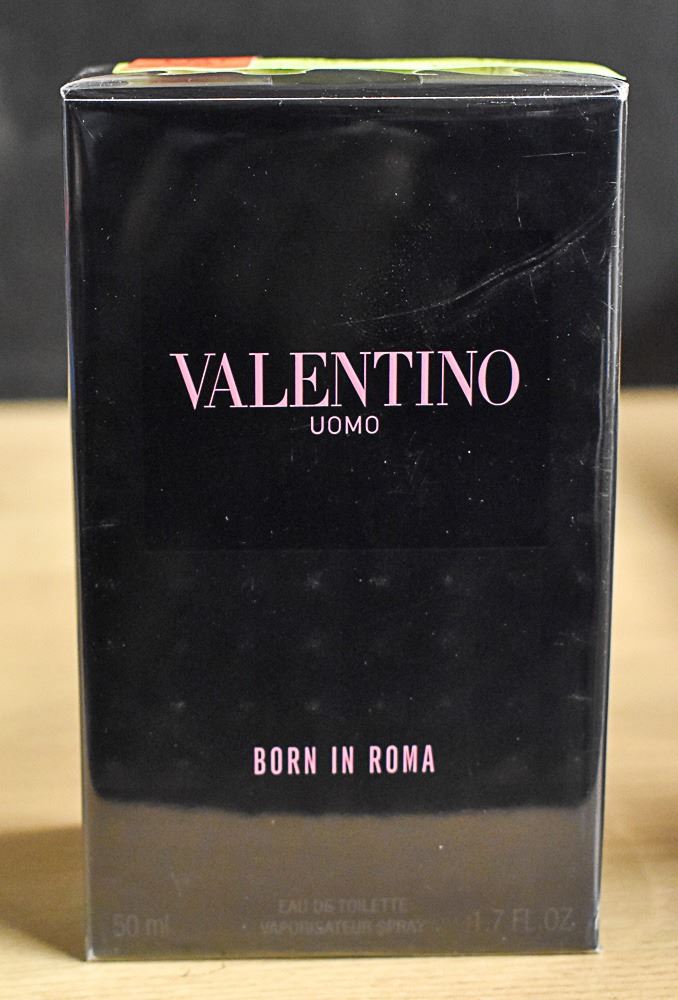 VALENTINO
UOMO
BORN IN ROMA
EAU DE TOILETTE
50 ml VAPORISATEUR SPRAY 1.7 FL.OZ.